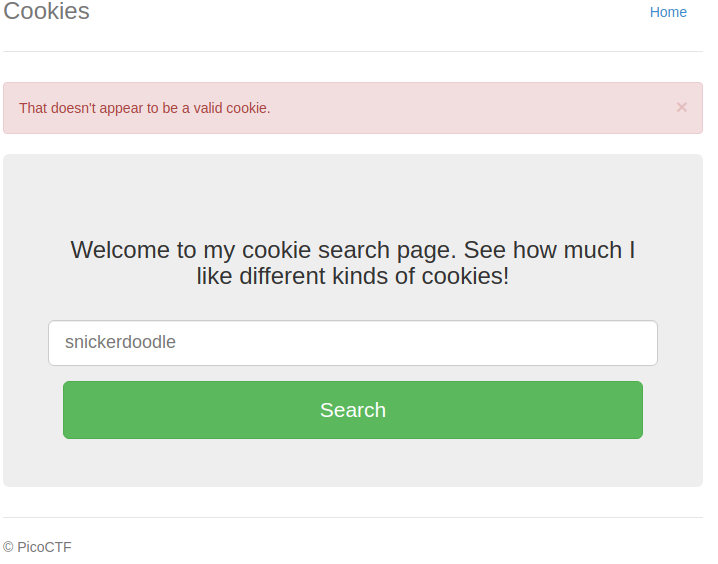 Cookies
Home
That doesn't appear to be a valid cookie.
×
Welcome to my cookie search page. See how much I
like different kinds of cookies!
snickerdoodle
Search
© PicoCTF